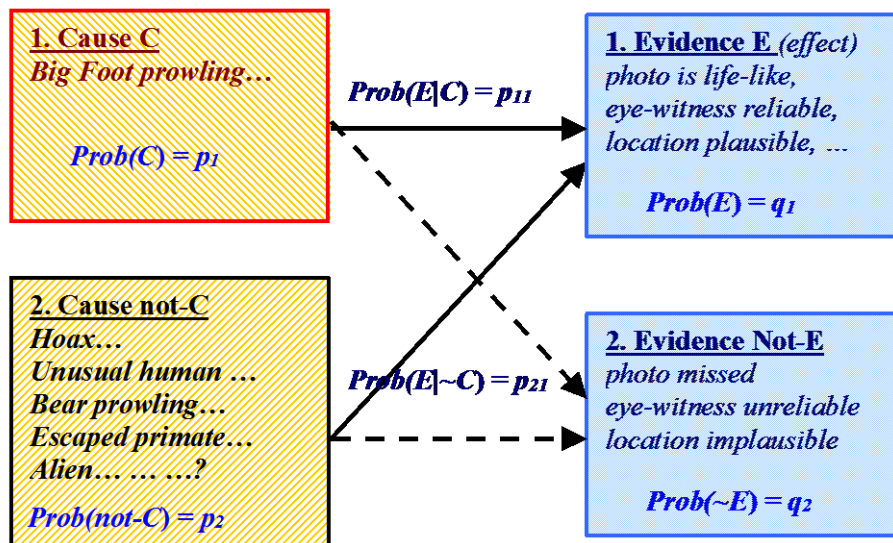 1. Cause C
Big Foot prowling…
Prob(C) = p1
Prob(E|C) = p11
1. Evidence E (effect)
photo is life-like,
eye-witness reliable,
location plausible, …
Prob(E) = q1
2. Cause not-C
Hoax…
Unusual human …
Bear prowling…
Escaped primate…
Alien… … …?
Prob(not-C) = p2
Prob(E|~C) = p21
2. Evidence Not-E
photo missed
eye-witness unreliable
location implausible
Prob(~E) = q2